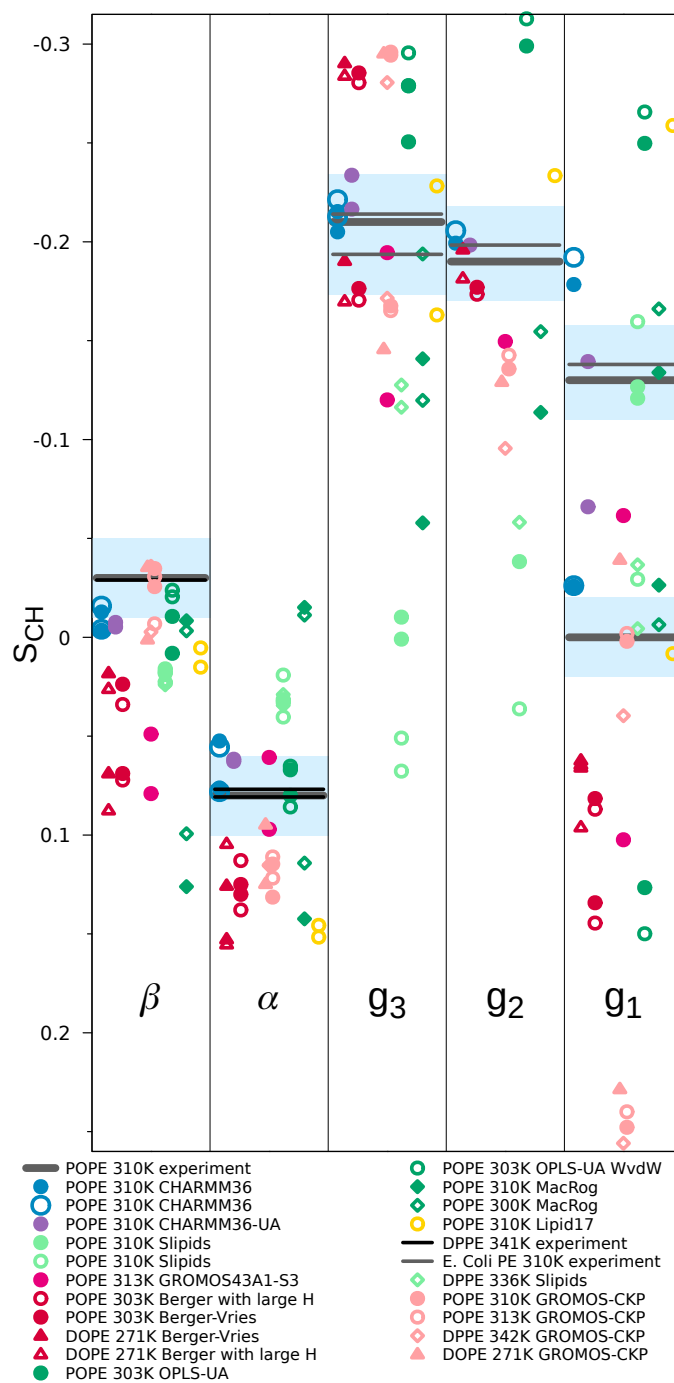 -0.3
-0.2
-0.1
0
0.1
0.2
S_CH
β
α
g_3
g_2
g_1
POPE 310K experiment
POPE 310K CHARMM36
POPE 310K CHARMM36
POPE 310K CHARMM36-UA
POPE 310K Slipids
POPE 310K Slipids
POPE 313K GROMOS43A1-S3
POPE 303K Berger with large H
POPE 303K Berger-Vries
DOPE 271K Berger-Vries
DOPE 271K Berger with large H
POPE 303K OPLS-UA
POPE 303K OPLS-UA WvdW
POPE 310K MacRog
POPE 300K MacRog
POPE 310K Lipid17
DPPE 341K experiment
E. Coli PE 310K experiment
DPPE 336K Slipids
POPE 310K GROMOS-CKP
POPE 313K GROMOS-CKP
DPPE 342K GROMOS-CKP
DOPE 271K GROMOS-CKP